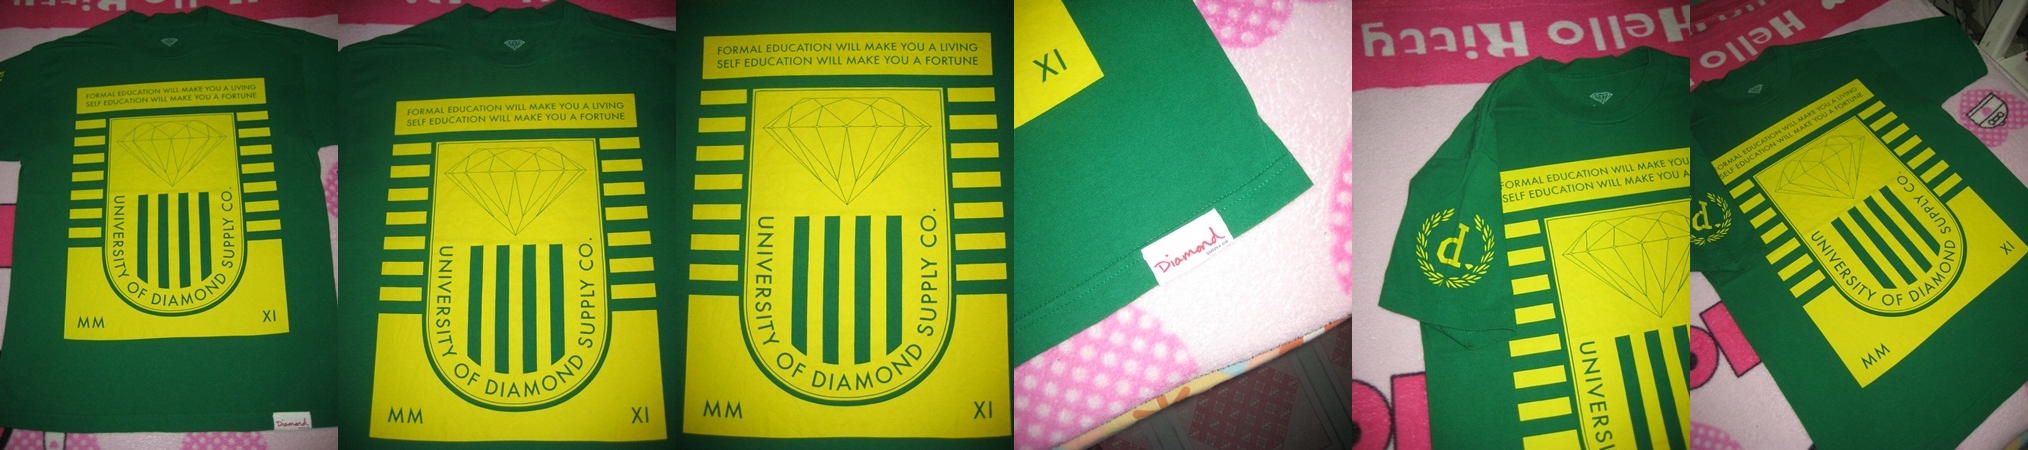 FORMAL EDUCATION WILL MAKE YOU A LIVING
SELF EDUCATION WILL MAKE YOU A FORTUNE
UNIVERSITY OF DIAMOND SUPPLY CO.
MM
XI
Diamond
FORMAL EDUCATION WILL MAKE YOU A LIVING
SELF EDUCATION WILL MAKE YOU A FORTUNE
UNIVERSITY OF DIAMOND SUPPLY CO.
MM
XI
FORMAL EDUCATION WILL MAKE YOU A LIVING
SELF EDUCATION WILL MAKE YOU A FORTUNE
UNIVERSITY OF DIAMOND SUPPLY CO.
MM
XI
XI
Diamond
SUPPLY CO
Hello Kitty
FORMAL EDUCATION WILL MAKE YOU
SELF EDUCATION WILL MAKE YOU A
d.
UNIVERS
Hello
FORMAL EDUCATION WILL MAKE YOU A LIVING
SELF EDUCATION WILL MAKE YOU A FORTUNE
d.
UNIVERSITY OF DIAMOND SUPPLY CO.
MM
XI